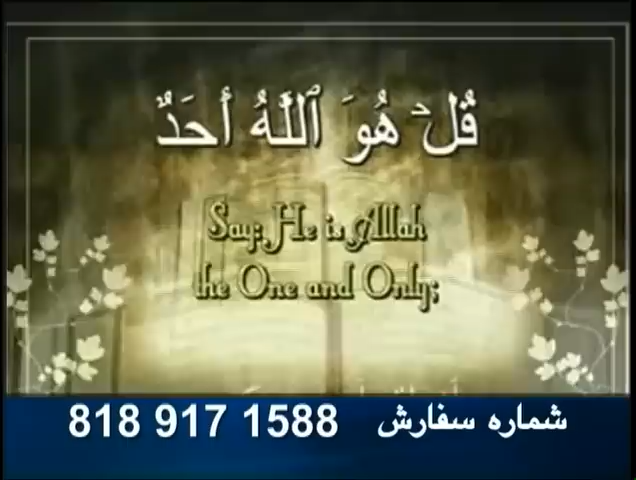 قُلۡ هُوَ ٱللَّهُ أَحَدٌ
Say: He is Allah
the One and Only;
818 917 1588 شماره سفارش